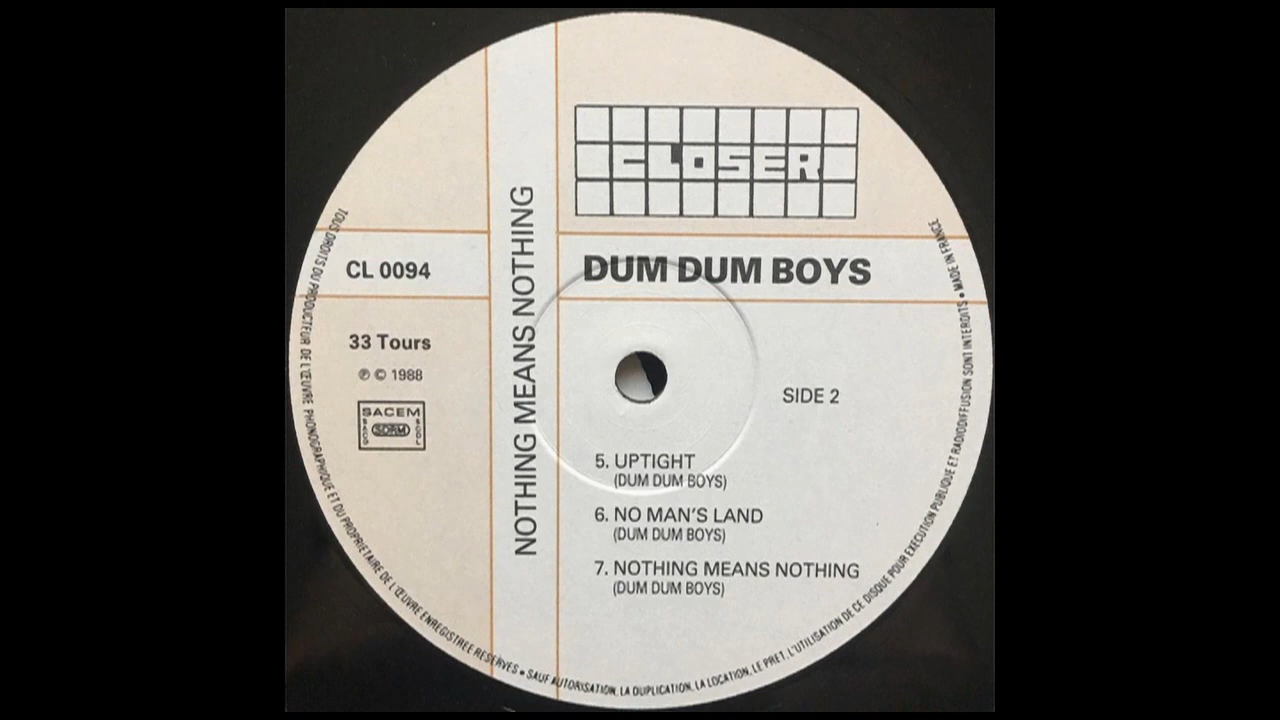 CLOSER
DUM DUM BOYS
CL 0094
NOTHING MEANS NOTHING
33 Tours
℗ © 1988
SACEM
SACD
SDRM
SGDL
SIDE 2
5. UPTIGHT
(DUM DUM BOYS)
6. NO MAN'S LAND
(DUM DUM BOYS)
7. NOTHING MEANS NOTHING
(DUM DUM BOYS)
TOUS DROITS DU PRODUCTEUR DE L'ŒUVRE PHONOGRAPHIQUE ET DU PROPRIETAIRE DE L'ŒUVRE ENREGISTREE RESERVES • SAUF AUTORISATION, LA DUPLICATION, LA LOCATION, LE PRET, L'UTILISATION DE CE DISQUE POUR EXECUTION PUBLIQUE ET RADIODIFFUSION SONT INTERDITS • MADE IN FRANCE.